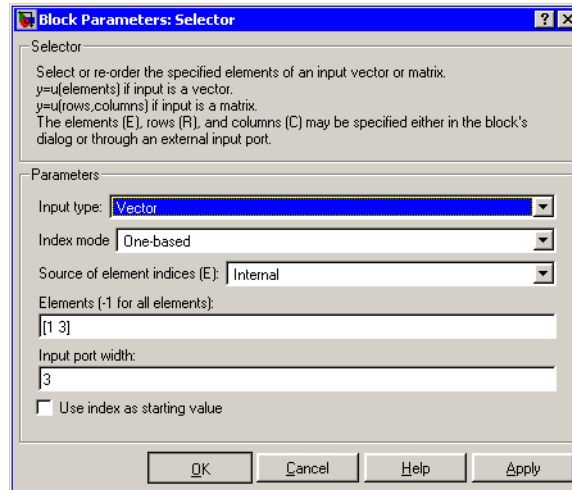 Block Parameters: Selector
Selector
Select or re-order the specified elements of an input vector or matrix.
y=u(elements) if input is a vector.
y=u(rows,columns) if input is a matrix.
The elements (E), rows (R), and columns (C) may be specified either in the block's
dialog or through an external input port.
Parameters
Input type: Vector
Index mode One-based
Source of element indices (E): Internal
Elements (-1 for all elements):
[1 3]
Input port width:
3
Use index as starting value
OK Cancel Help Apply